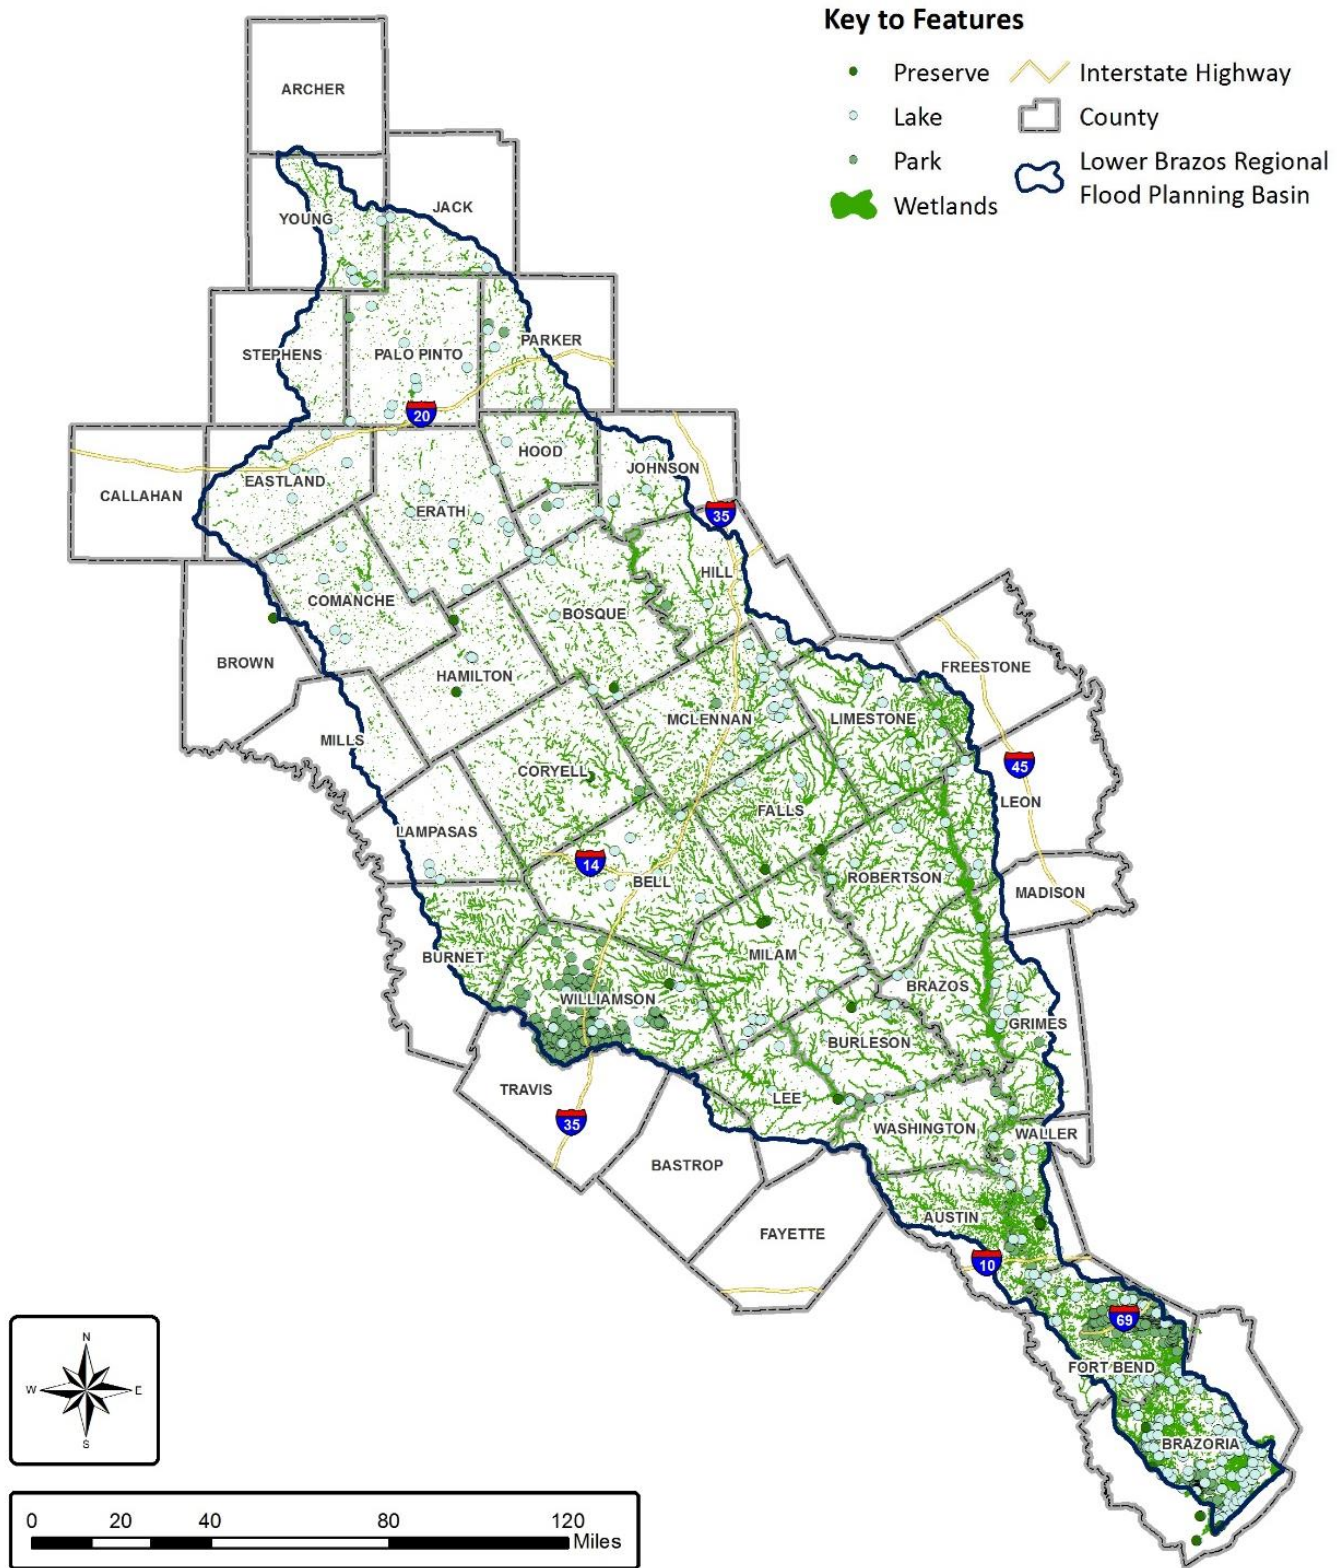 Key to Features
Preserve
Interstate Highway
Lake
County
Park
Lower Brazos Regional
Flood Planning Basin
Wetlands
ARCHER
YOUNG
JACK
STEPHENS
PALO PINTO
PARKER
20
CALLAHAN
EASTLAND
HOOD
JOHNSON
ERATH
35
COMANCHE
BOSQUE
HILL
BROWN
HAMILTON
FREESTONE
MILLS
MCLENNAN
LIMESTONE
CORYELL
45
LAMPASAS
FALLS
LEON
14
BELL
ROBERTSON
MADISON
BURNET
MILAM
WILLIAMSON
BRAZOS
GRIMES
BURLESON
TRAVIS
LEE
35
WASHINGTON
WALLER
BASTROP
FAYETTE
AUSTIN
10
69
FORT BEND
BRAZORIA
N
W
E
S
0
20
40
80
120
Miles